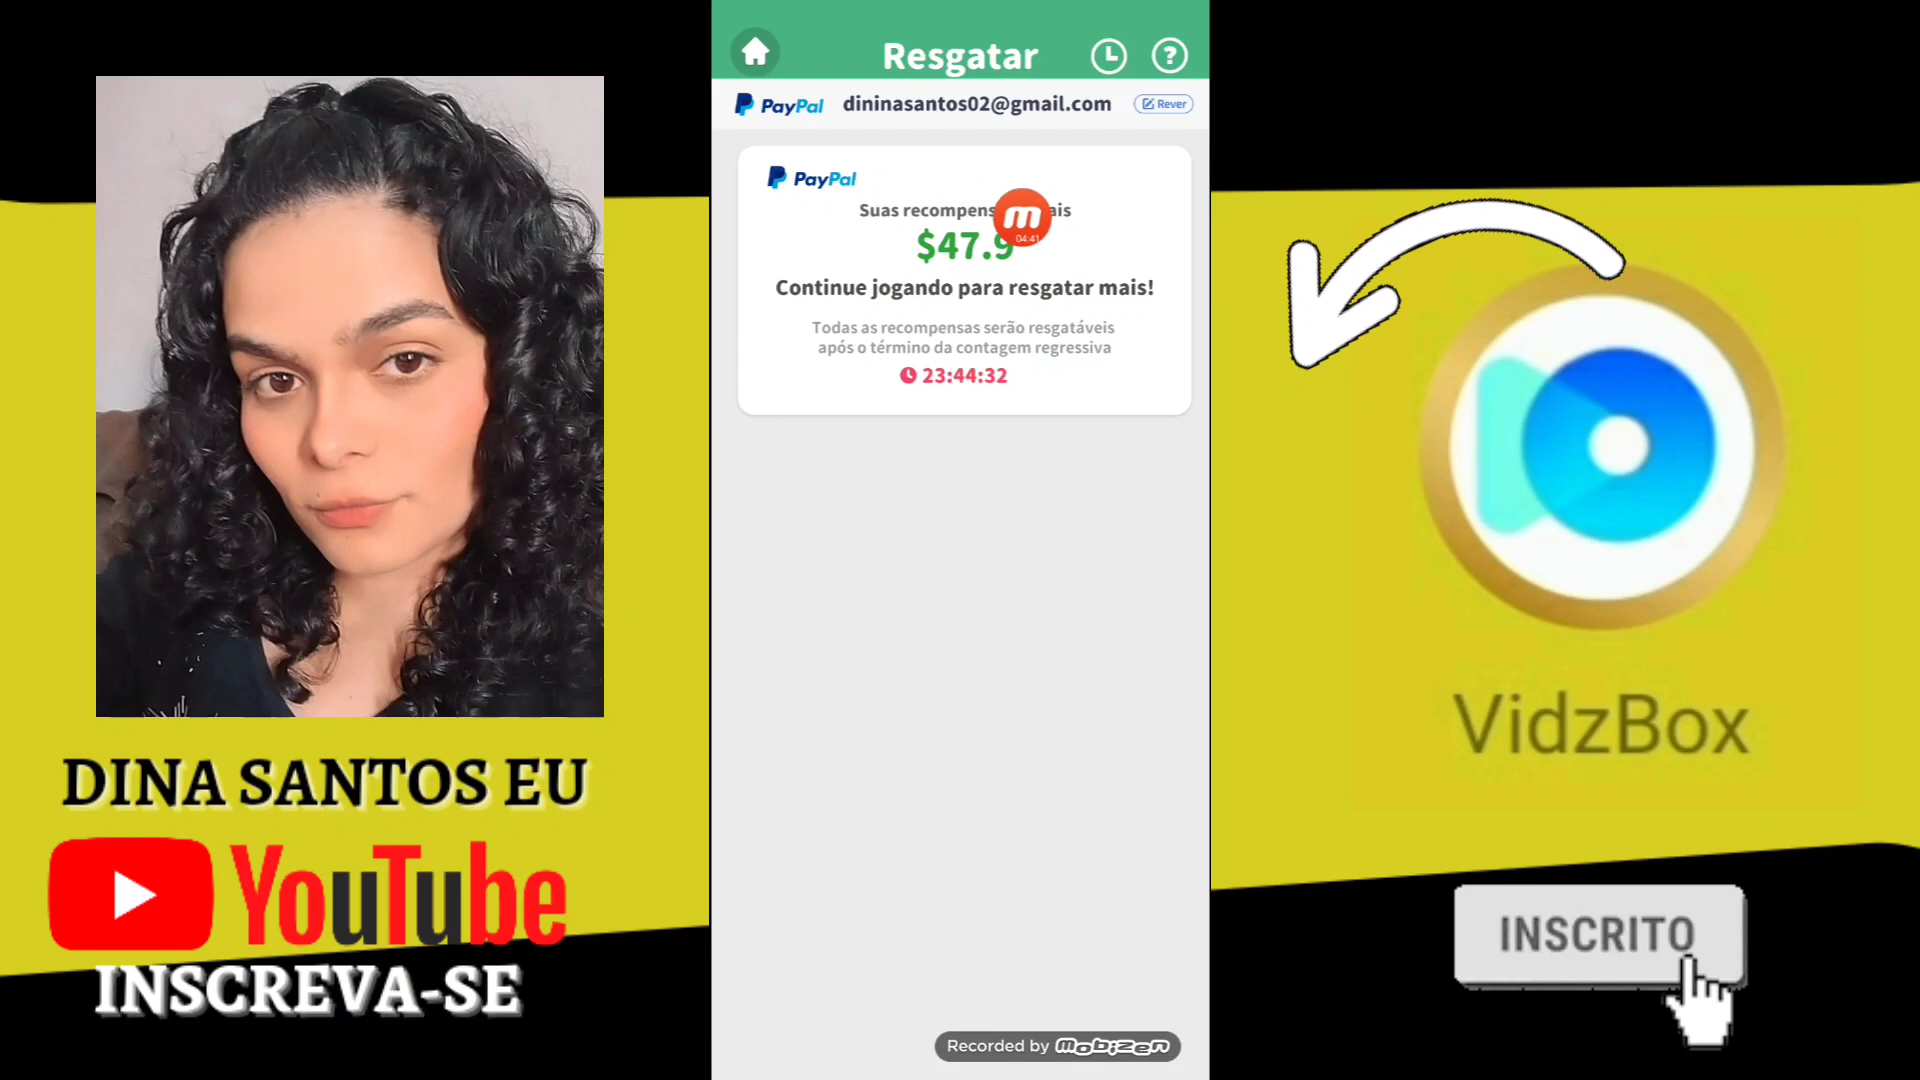 Resgatar
PayPal dininasantos02@gmail.com Rever
PayPal
Suas recompens ais
04:41
$47.9
Continue jogando para resgatar mais!
Todas as recompensas serão resgatáveis
após o término da contagem regressiva
23:44:32
Recorded by mobizen
DINA SANTOS EU
YouTube
INSCREVA-SE
VidzBox
INSCRITO